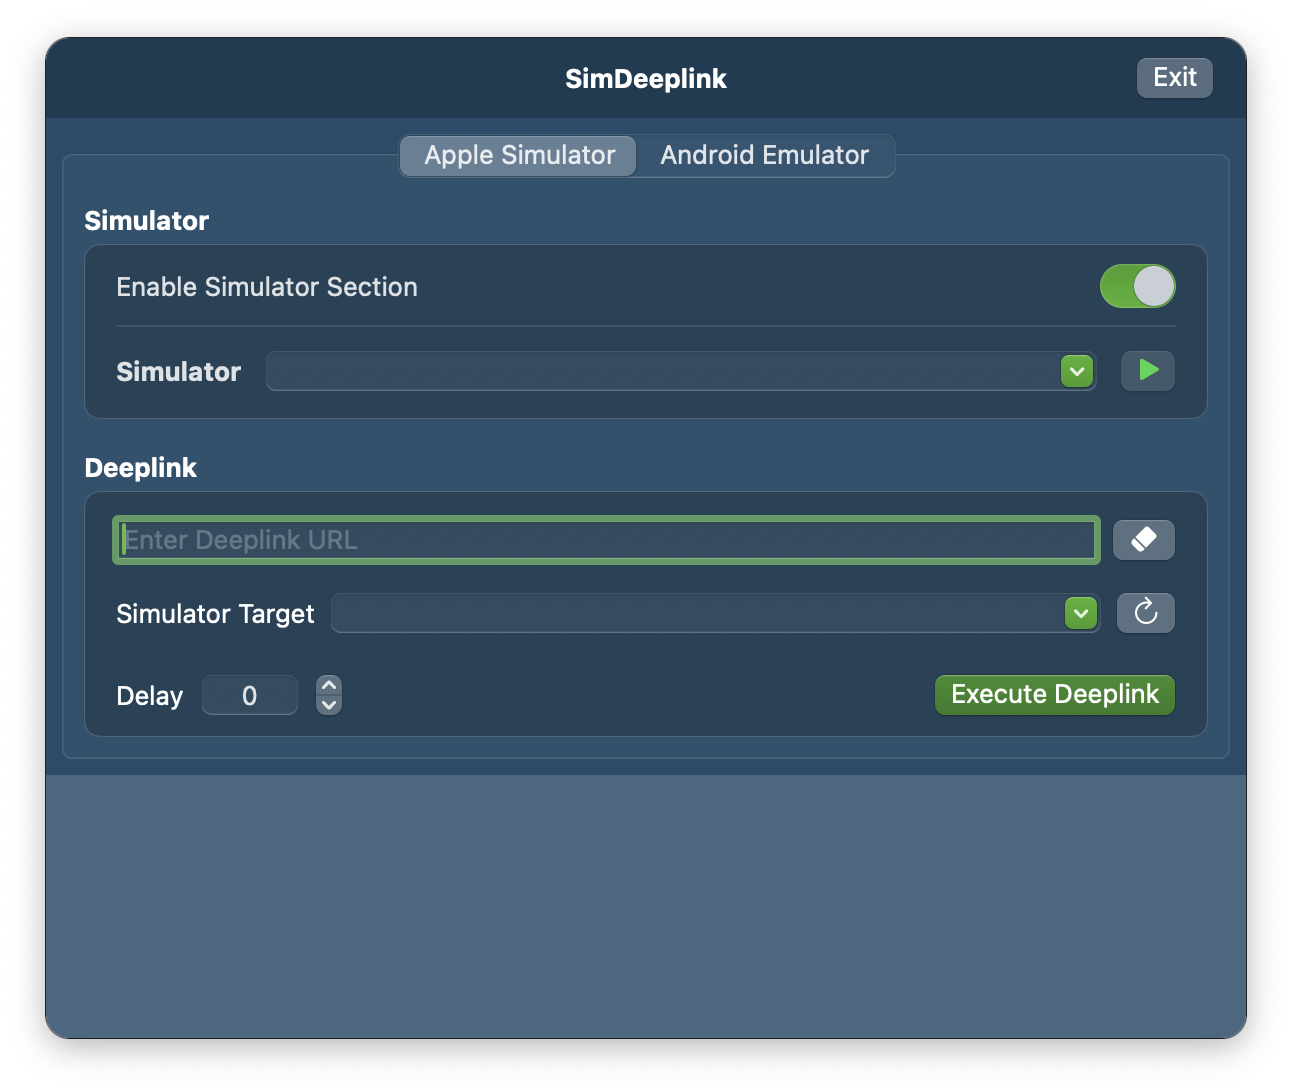 SimDeeplink
Exit
Apple Simulator
Android Emulator
Simulator
Enable Simulator Section
Simulator
Deeplink
Enter Deeplink URL
Simulator Target
Delay
0
Execute Deeplink